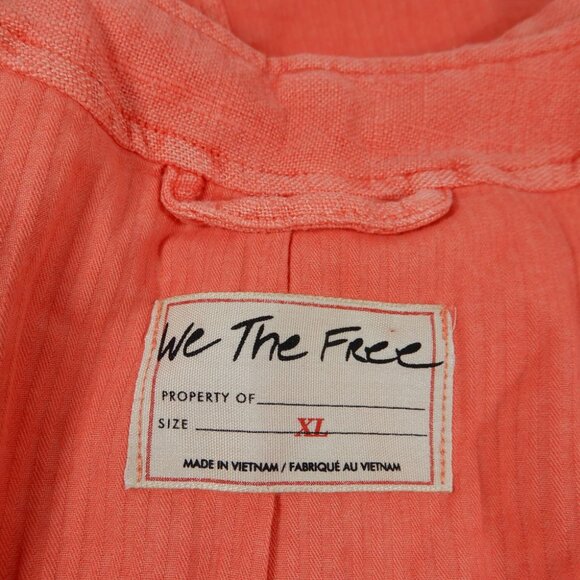 We The Free
PROPERTY OF
SIZE XL
MADE IN VIETNAM / FABRIQUÉ AU VIETNAM